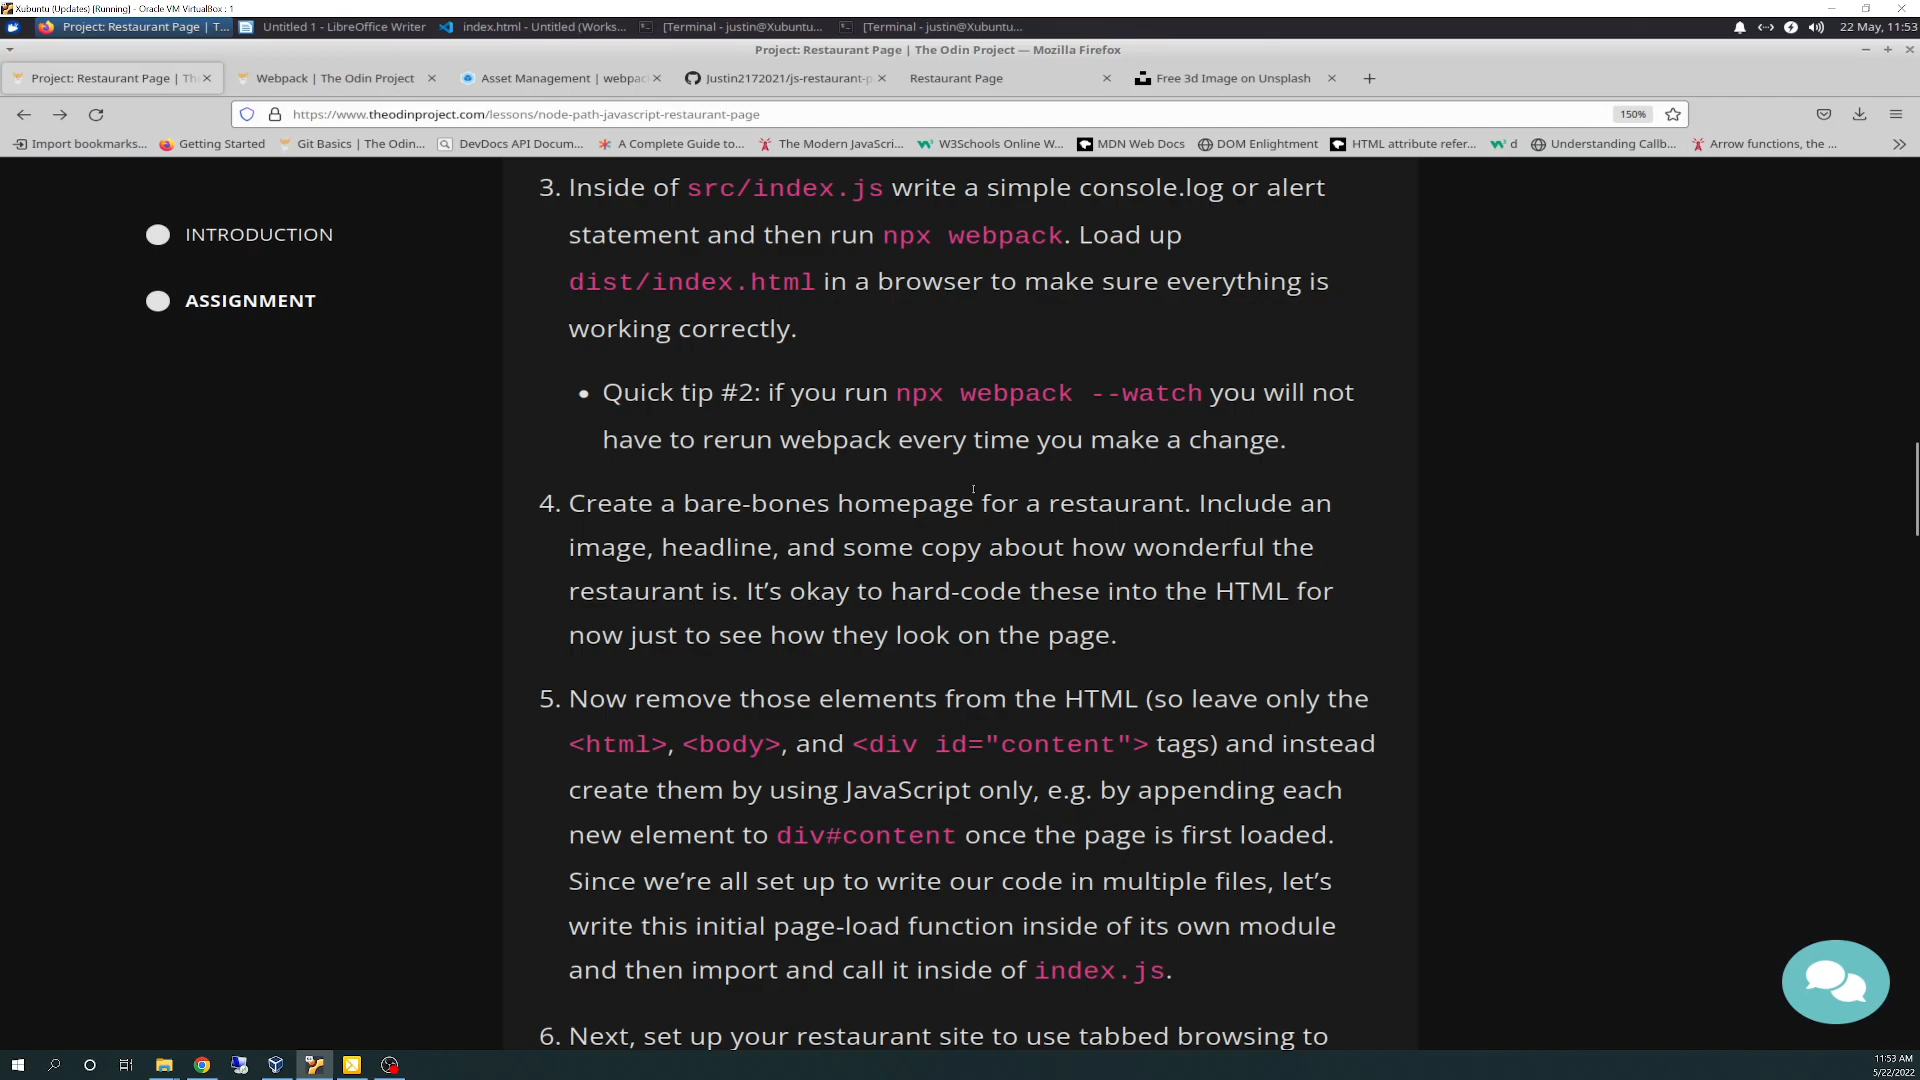 Xubuntu (Updates) [Running] - Oracle VM VirtualBox : 1
Project: Restaurant Page | T...
Untitled 1 - LibreOffice Writer
index.html - Untitled (Works...
[Terminal - justin@Xubuntu...
[Terminal - justin@Xubuntu...
22 May, 11:53
Project: Restaurant Page | The Odin Project — Mozilla Firefox
Project: Restaurant Page | Th
Webpack | The Odin Project
Asset Management | webpac
Justin2172021/js-restaurant-p
Restaurant Page
Free 3d Image on Unsplash
https://www.theodinproject.com/lessons/node-path-javascript-restaurant-page
150%
Import bookmarks...
Getting Started
Git Basics | The Odin...
DevDocs API Docum...
A Complete Guide to...
The Modern JavaScri...
W3Schools Online W...
MDN Web Docs
DOM Enlightment
HTML attribute refer...
d
Understanding Callb...
Arrow functions, the ...
INTRODUCTION
ASSIGNMENT
3. Inside of src/index.js write a simple console.log or alert
statement and then run npx webpack. Load up
dist/index.html in a browser to make sure everything is
working correctly.
• Quick tip #2: if you run npx webpack --watch you will not
have to rerun webpack every time you make a change.
4. Create a bare-bones homepage for a restaurant. Include an
image, headline, and some copy about how wonderful the
restaurant is. It’s okay to hard-code these into the HTML for
now just to see how they look on the page.
5. Now remove those elements from the HTML (so leave only the
<html>, <body>, and <div id="content"> tags) and instead
create them by using JavaScript only, e.g. by appending each
new element to div#content once the page is first loaded.
Since we’re all set up to write our code in multiple files, let’s
write this initial page-load function inside of its own module
and then import and call it inside of index.js.
6. Next, set up your restaurant site to use tabbed browsing to
11:53 AM
5/22/2022